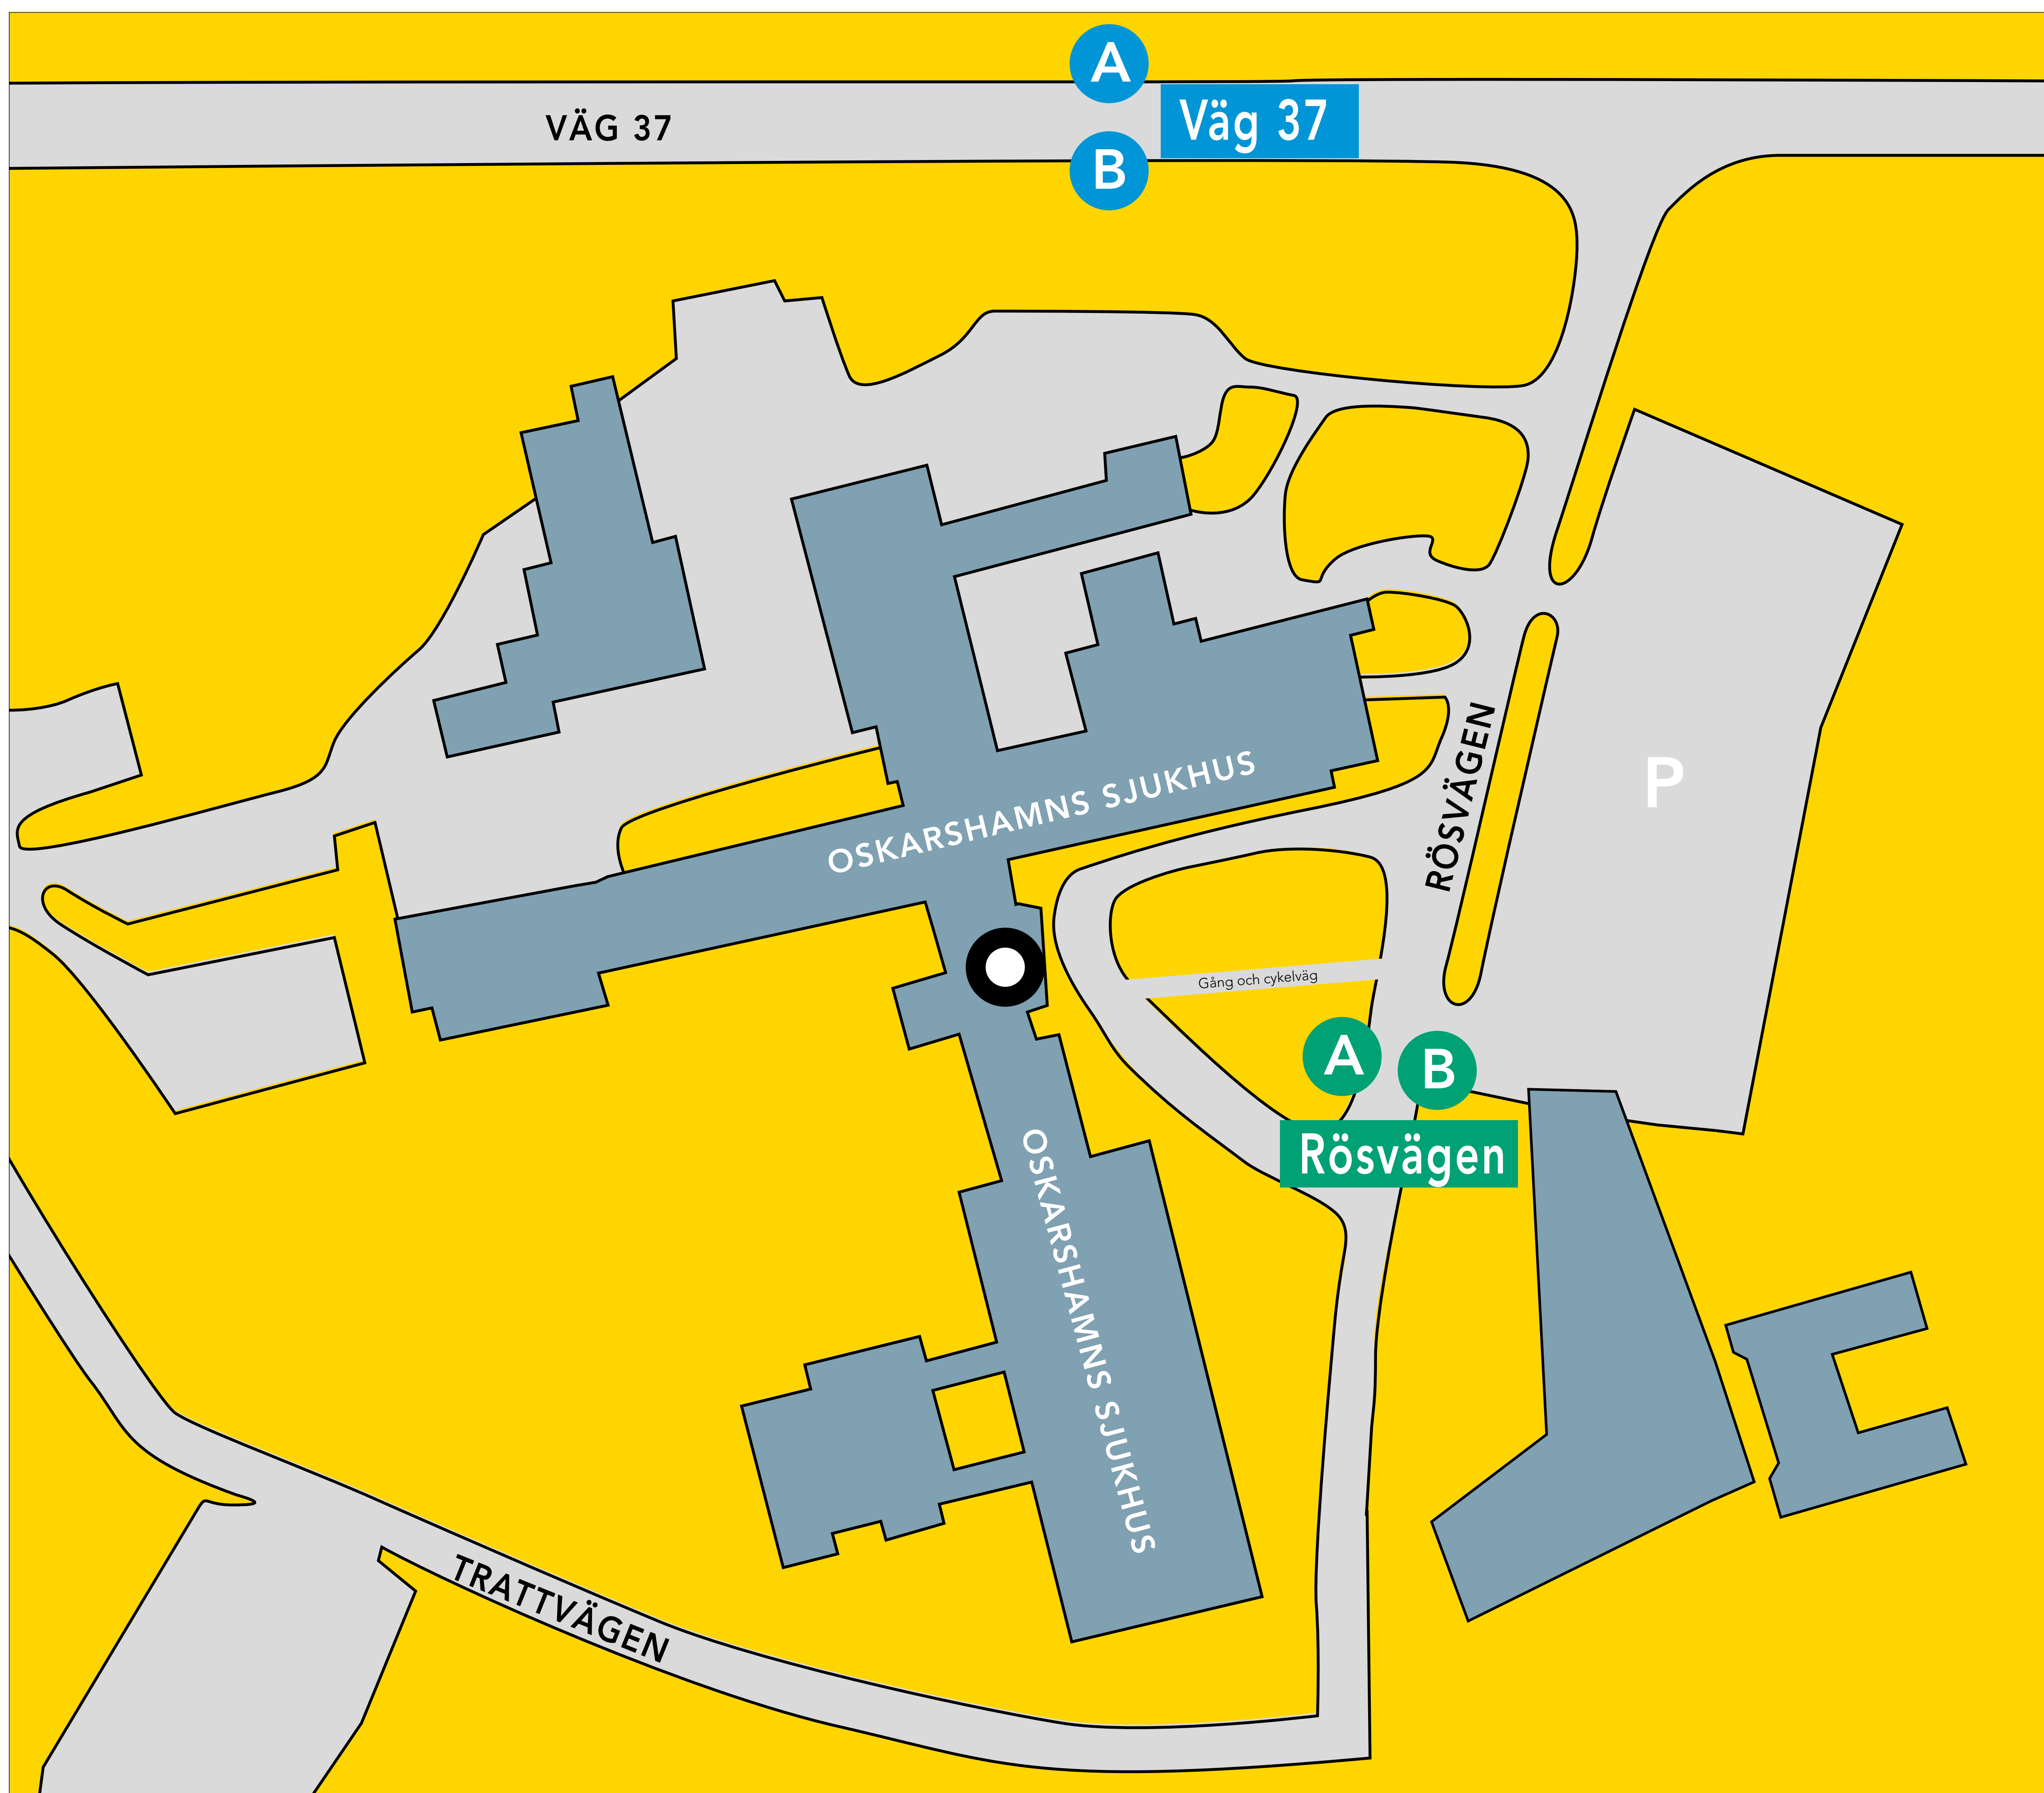 A
VÄG 37
Väg 37
B
RÖSVÄGEN
P
OSKARSHAMNS SJUKHUS
Gång och cykelväg
A
B
Rösvägen
OSKARSHAMNS SJUKHUS
TRATTVÄGEN